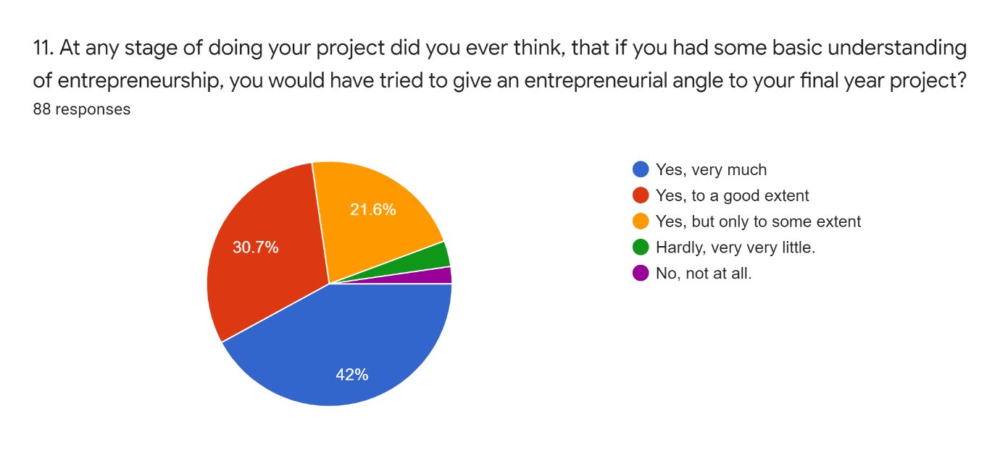 11. At any stage of doing your project did you ever think, that if you had some basic understanding
of entrepreneurship, you would have tried to give an entrepreneurial angle to your final year project?
88 responses
Yes, very much
Yes, to a good extent
Yes, but only to some extent
Hardly, very very little.
No, not at all.
21.6%
30.7%
42%